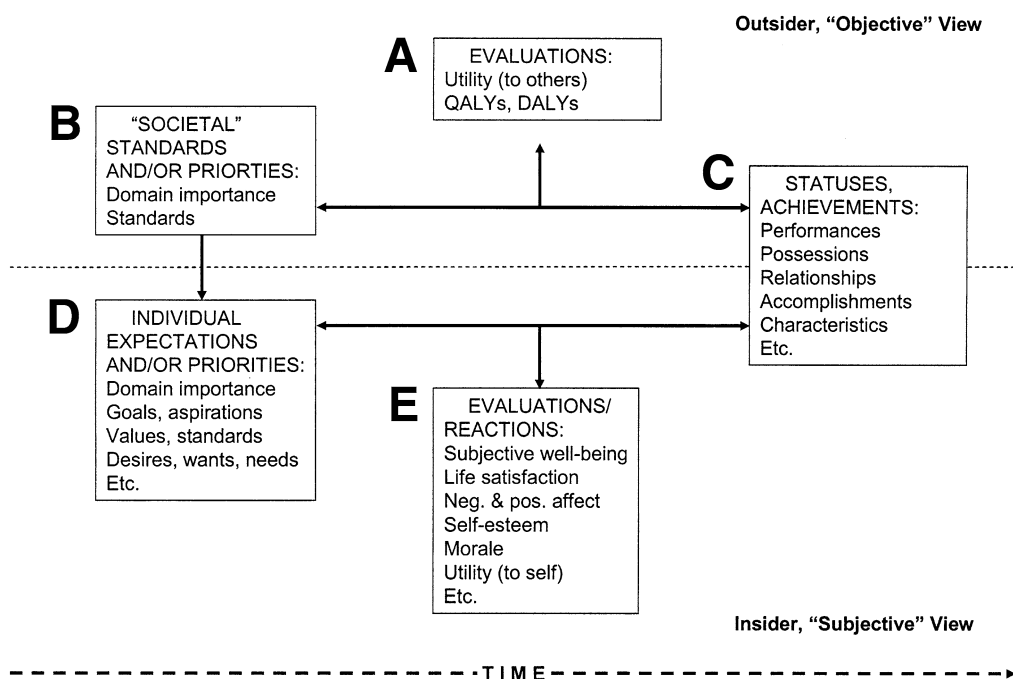 Outsider, “Objective” View
A
EVALUATIONS:
Utility (to others)
QALYs, DALYs
B
“SOCIETAL”
STANDARDS
AND/OR PRIORTIES:
Domain importance
Standards
C
STATUSES,
ACHIEVEMENTS:
Performances
Possessions
Relationships
Accomplishments
Characteristics
Etc.
D
INDIVIDUAL
EXPECTATIONS
AND/OR PRIORITIES:
Domain importance
Goals, aspirations
Values, standards
Desires, wants, needs
Etc.
E
EVALUATIONS/
REACTIONS:
Subjective well-being
Life satisfaction
Neg. & pos. affect
Self-esteem
Morale
Utility (to self)
Etc.
Insider, “Subjective” View
TIME